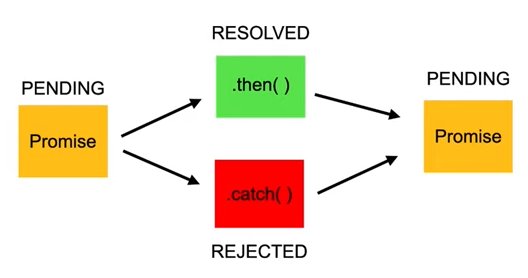 RESOLVED
PENDING
.then( )
Promise
.catch( )
REJECTED
PENDING
Promise